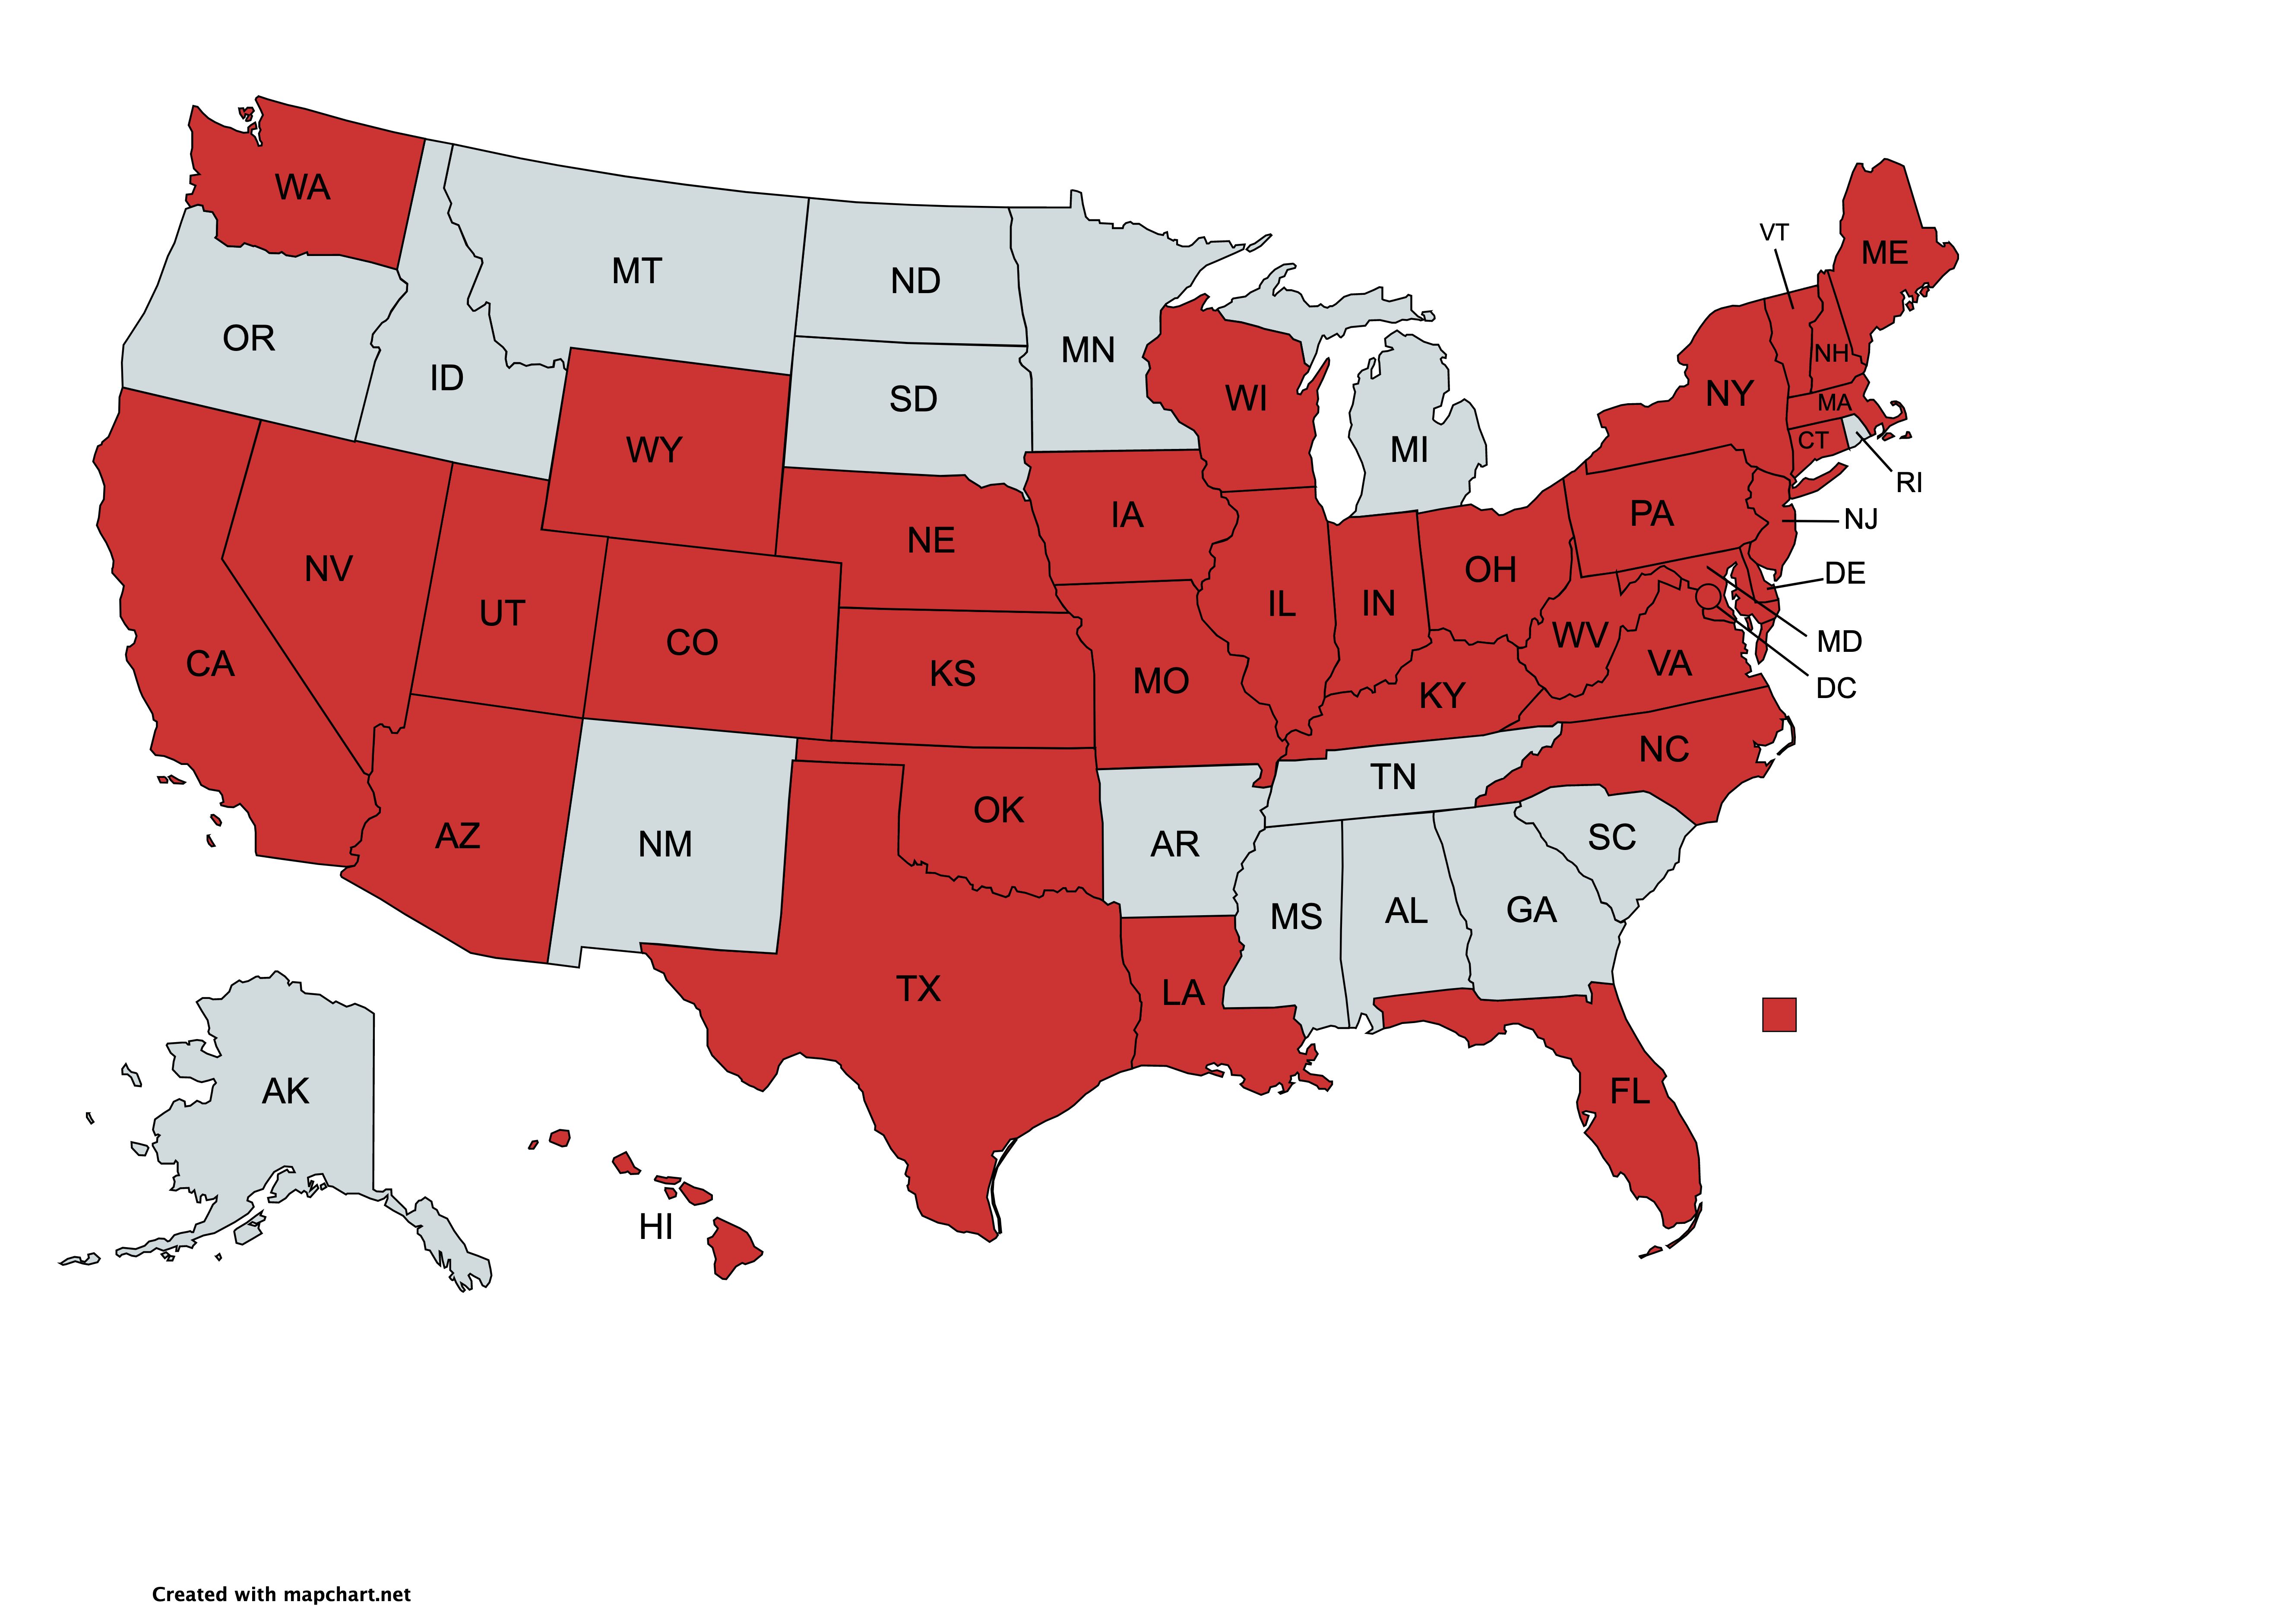 WA
VT
ME
MT
ND
OR
MN
NH
ID
SD
WI
NY
MA
WY
MI
CT
RI
IA
PA
NJ
NE
NV
OH
DE
UT
IL
IN
CO
WV
MD
CA
KS
MO
VA
KY
DC
NC
TN
OK
AZ
NM
AR
SC
MS
AL
GA
TX
LA
AK
FL
HI
Created with mapchart.net